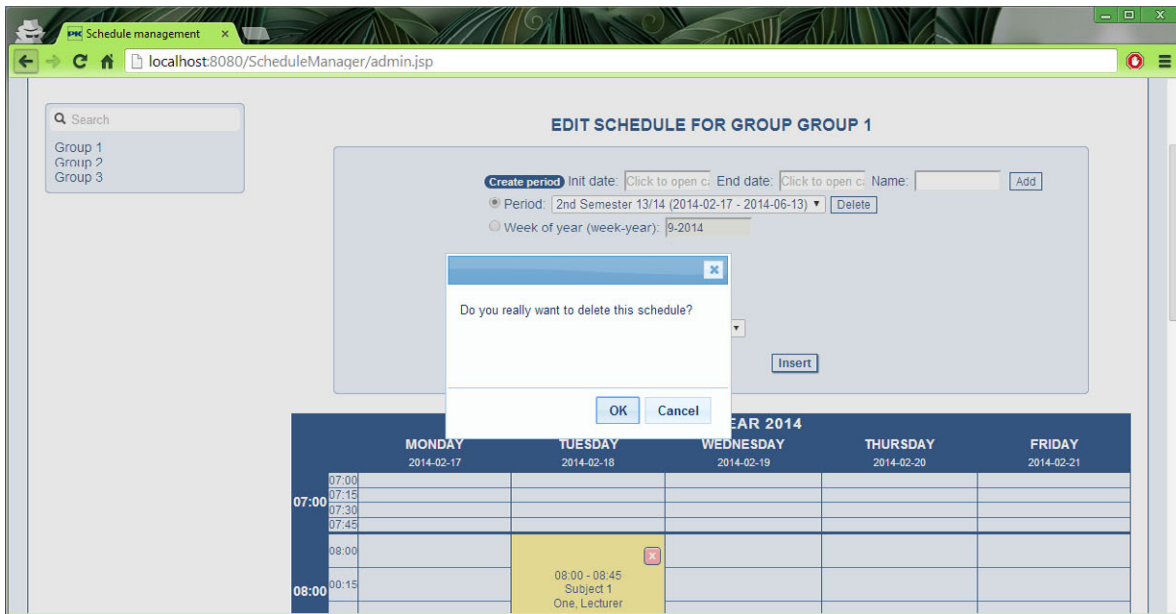 PK Schedule management
localhost:8080/ScheduleManager/admin.jsp
Search
Group 1
Group 2
Group 3
EDIT SCHEDULE FOR GROUP GROUP 1
Create period Init date: Click to open ca End date: Click to open ca Name: Add
Period: 2nd Semester 13/14 (2014-02-17 - 2014-06-13) Delete
Week of year (week-year): 9-2014
Do you really want to delete this schedule?
Insert
OK Cancel
EAR 2014
MONDAY TUESDAY WEDNESDAY THURSDAY FRIDAY
2014-02-17 2014-02-18 2014-02-19 2014-02-20 2014-02-21
07:00
07:00
07:15
07:30
07:45
08:00
08:00
00:15
x
08:00 - 08:45
Subject 1
One, Lecturer